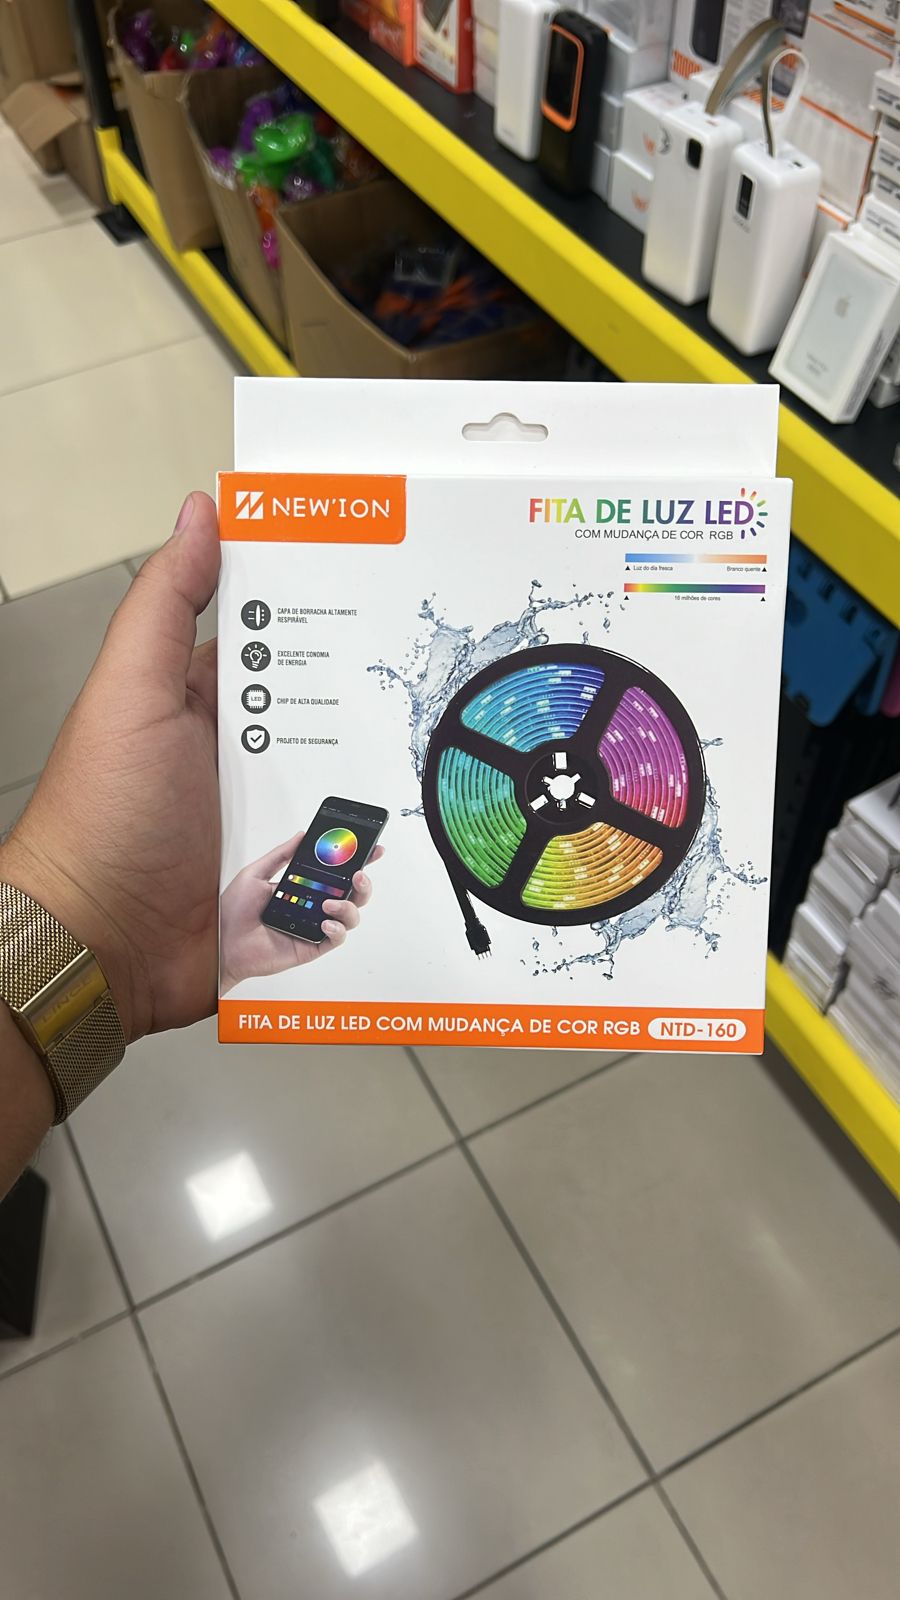 NEW'ION
FITA DE LUZ LED
COM MUDANÇA DE COR RGB
Luz do dia fresca
Branco quente
16 milhões de cores
CAPA DE BORRACHA ALTAMENTE
RESPIRÁVEL
EXCELENTE CONOMIA
DE ENERGIA
LED
CHIP DE ALTA QUALIDADE
PROJETO DE SEGURANÇA
FITA DE LUZ LED COM MUDANÇA DE COR RGB NTD-160